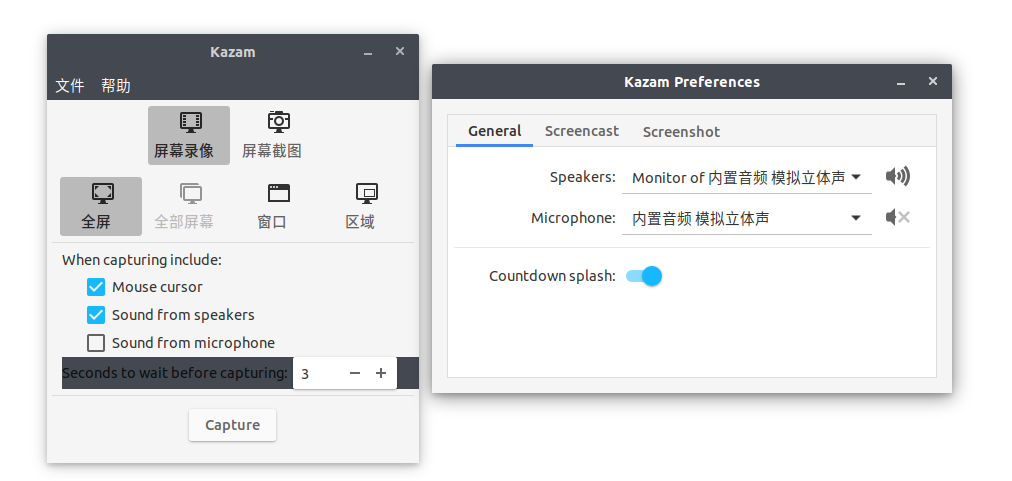 Kazam
文件 帮助
屏幕录像 屏幕截图
全屏 全部屏幕 窗口 区域
When capturing include:
Mouse cursor
Sound from speakers
Sound from microphone
Seconds to wait before capturing: 3
Capture
Kazam Preferences
General Screencast Screenshot
Speakers: Monitor of 内置音频 模拟立体声
Microphone: 内置音频 模拟立体声
Countdown splash: